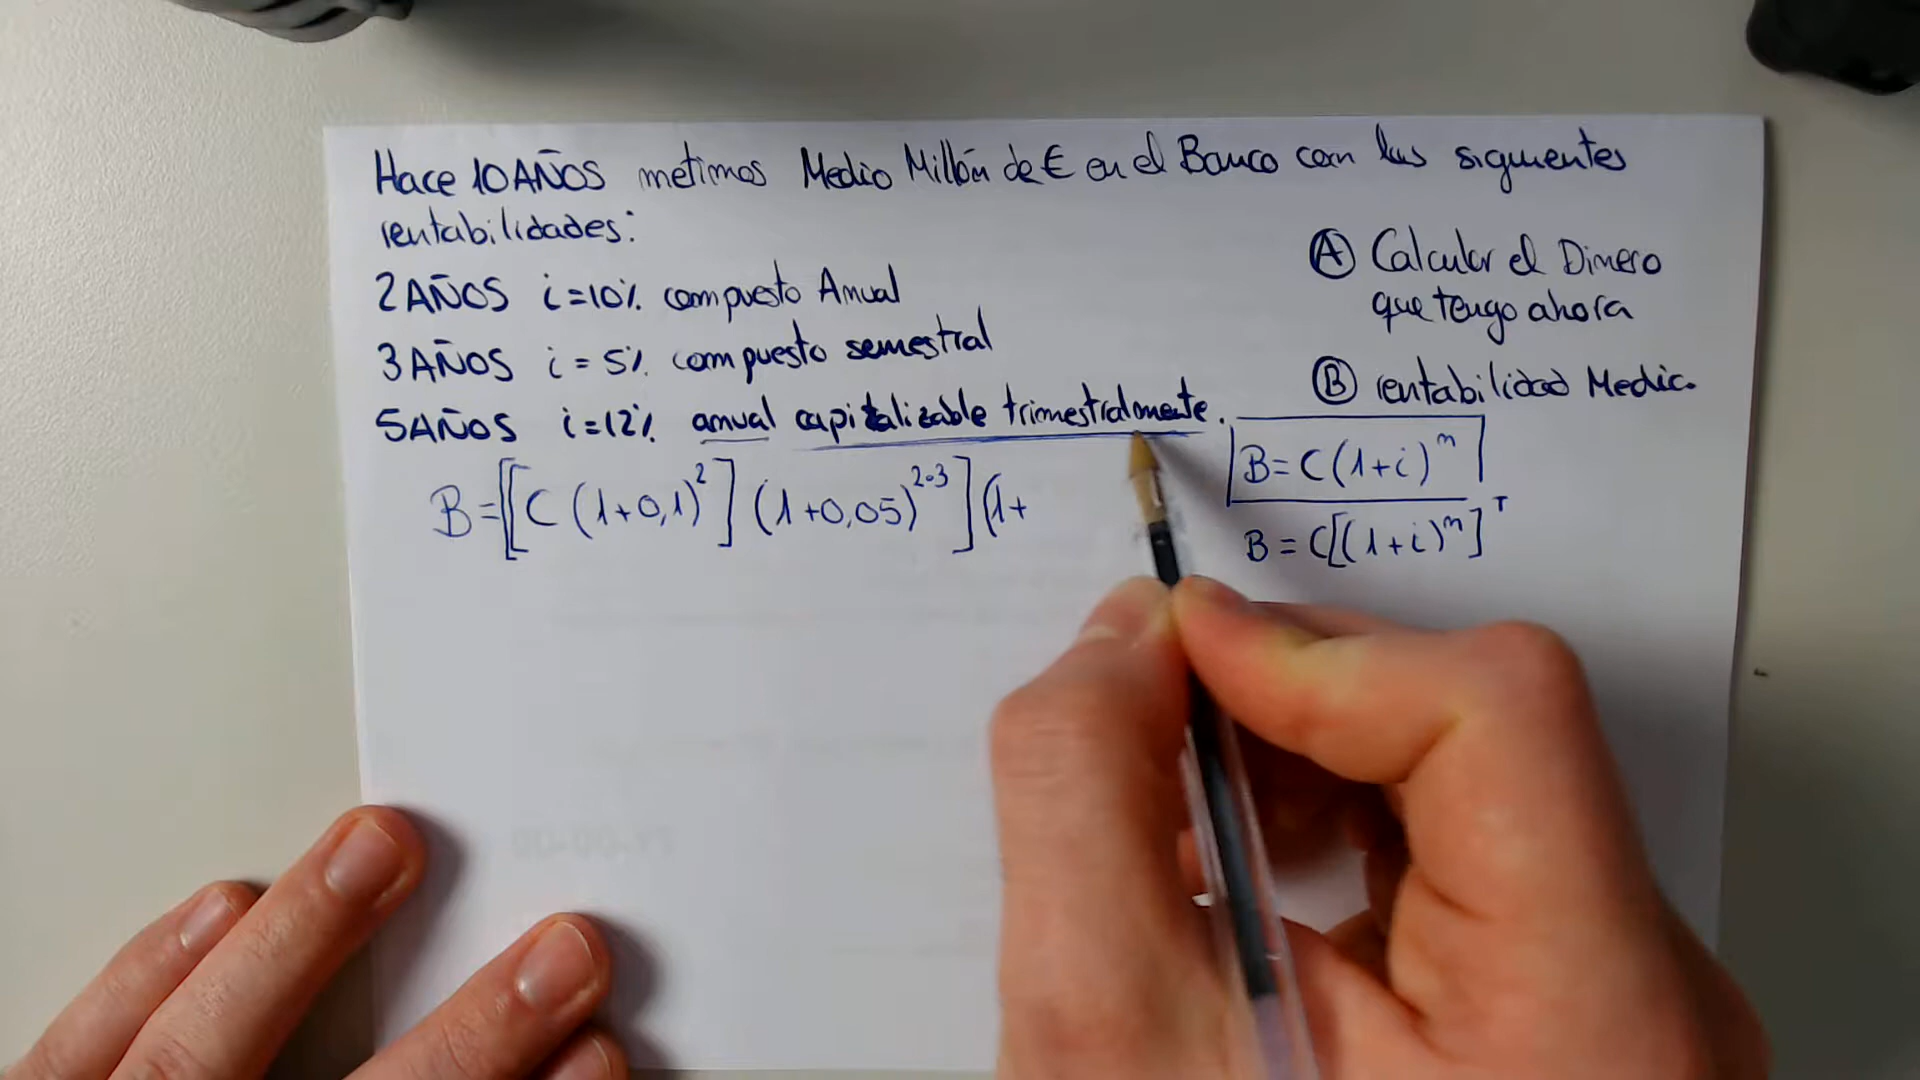 Hace 10 AÑOS metimos Medio Millón de € en el Banco con las siguientes
rentabilidades:
2 AÑOS i=10% compuesto Anual
3 AÑOS i=5% compuesto semestral
5 AÑOS i=12% anual capitalizable trimestralmente.
B=[[C(1+0,1)²](1+0,05)²·³](1+
Ⓐ Calcular el Dinero
que tengo ahora
Ⓑ rentabilidad Media.
B=C(1+i)ⁿ
B=C[(1+i)ᵐ]ᵀ